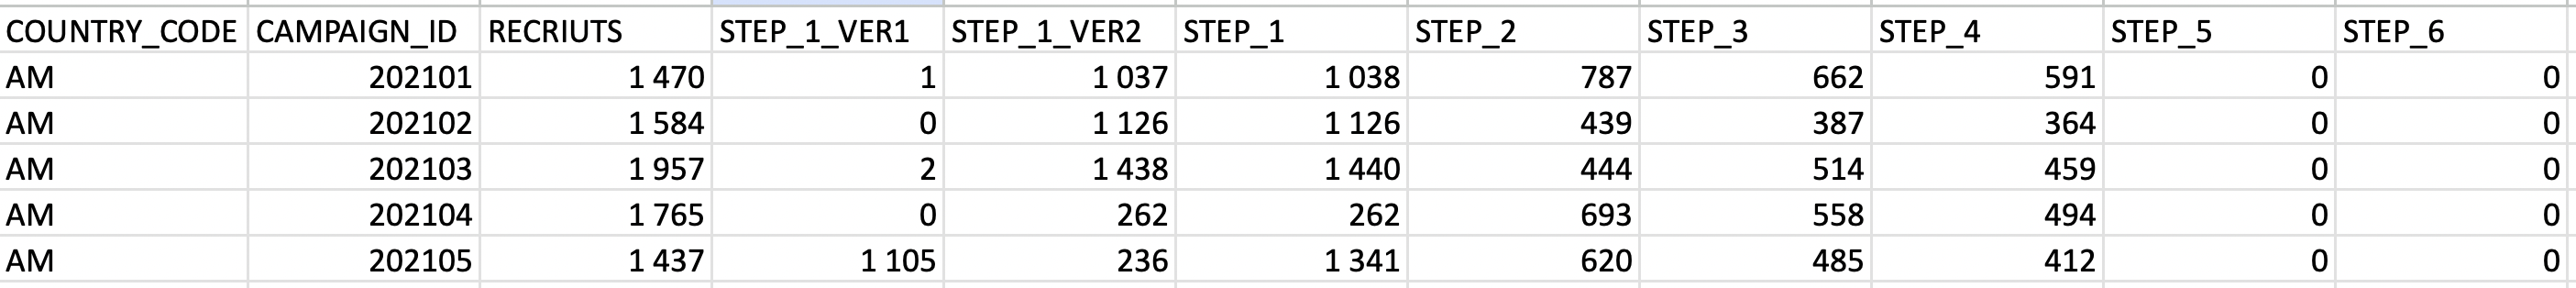 COUNTRY_CODE CAMPAIGN_ID RECRIUTS STEP_1_VER1 STEP_1_VER2 STEP_1 STEP_2 STEP_3 STEP_4 STEP_5 STEP_6
AM 202101 1 470 1 1 037 1 038 787 662 591 0 0
AM 202102 1 584 0 1 126 1 126 439 387 364 0 0
AM 202103 1 957 2 1 438 1 440 444 514 459 0 0
AM 202104 1 765 0 262 262 693 558 494 0 0
AM 202105 1 437 1 105 236 1 341 620 485 412 0 0